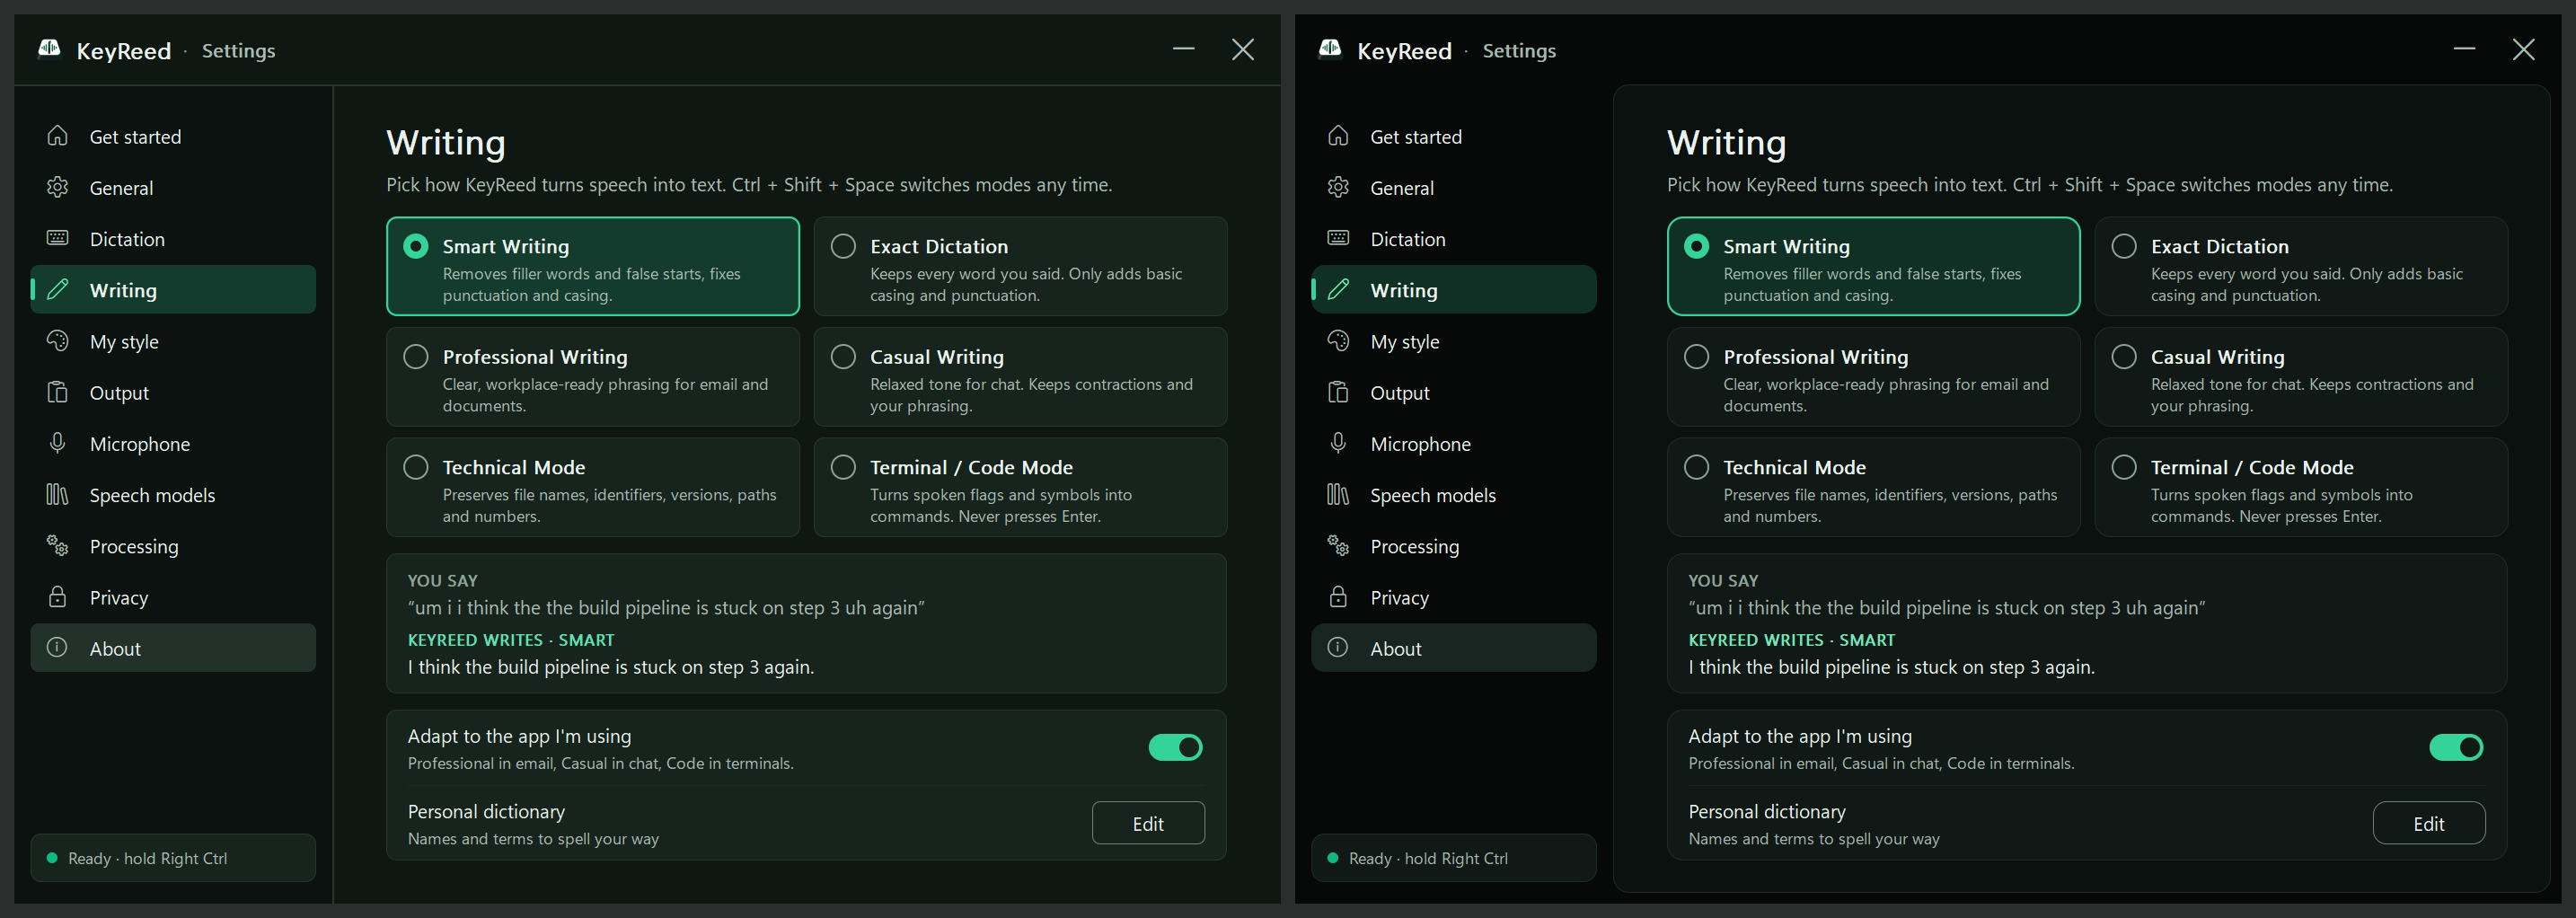 KeyReed · Settings
Get started
General
Dictation
Writing
My style
Output
Microphone
Speech models
Processing
Privacy
About
Ready · hold Right Ctrl
Writing
Pick how KeyReed turns speech into text. Ctrl + Shift + Space switches modes any time.
Smart Writing
Removes filler words and false starts, fixes
punctuation and casing.
Exact Dictation
Keeps every word you said. Only adds basic
casing and punctuation.
Professional Writing
Clear, workplace-ready phrasing for email and
documents.
Casual Writing
Relaxed tone for chat. Keeps contractions and
your phrasing.
Technical Mode
Preserves file names, identifiers, versions, paths
and numbers.
Terminal / Code Mode
Turns spoken flags and symbols into
commands. Never presses Enter.
YOU SAY
“um i i think the the build pipeline is stuck on step 3 uh again”
KEYREED WRITES · SMART
I think the build pipeline is stuck on step 3 again.
Adapt to the app I'm using
Professional in email, Casual in chat, Code in terminals.
Personal dictionary
Names and terms to spell your way
Edit
KeyReed · Settings
Get started
General
Dictation
Writing
My style
Output
Microphone
Speech models
Processing
Privacy
About
Ready · hold Right Ctrl
Writing
Pick how KeyReed turns speech into text. Ctrl + Shift + Space switches modes any time.
Smart Writing
Removes filler words and false starts, fixes
punctuation and casing.
Exact Dictation
Keeps every word you said. Only adds basic
casing and punctuation.
Professional Writing
Clear, workplace-ready phrasing for email and
documents.
Casual Writing
Relaxed tone for chat. Keeps contractions and
your phrasing.
Technical Mode
Preserves file names, identifiers, versions, paths
and numbers.
Terminal / Code Mode
Turns spoken flags and symbols into
commands. Never presses Enter.
YOU SAY
“um i i think the the build pipeline is stuck on step 3 uh again”
KEYREED WRITES · SMART
I think the build pipeline is stuck on step 3 again.
Adapt to the app I'm using
Professional in email, Casual in chat, Code in terminals.
Personal dictionary
Names and terms to spell your way
Edit